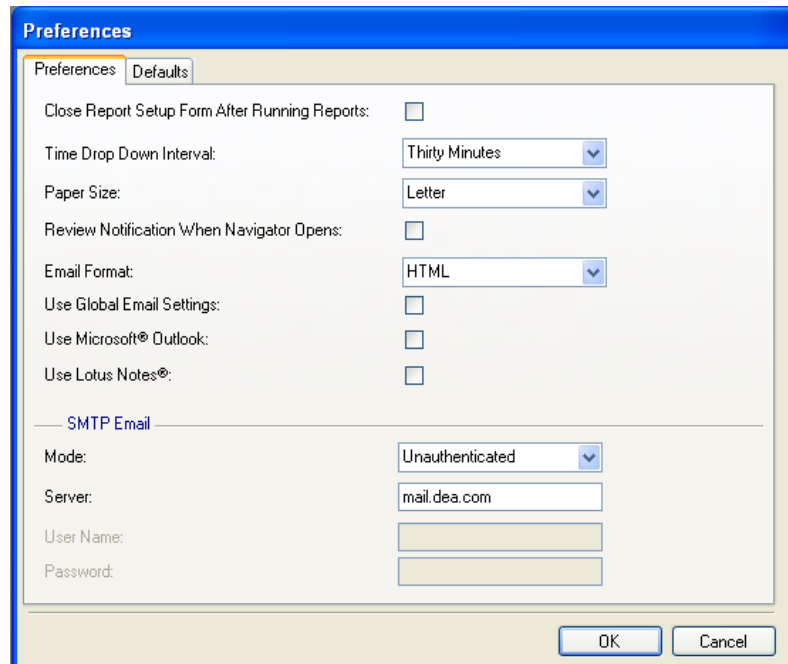 Preferences
Preferences Defaults
Close Report Setup Form After Running Reports:
Time Drop Down Interval: Thirty Minutes
Paper Size: Letter
Review Notification When Navigator Opens:
Email Format: HTML
Use Global Email Settings:
Use Microsoft® Outlook:
Use Lotus Notes®:
SMTP Email
Mode: Unauthenticated
Server: mail.dea.com
User Name:
Password:
OK Cancel